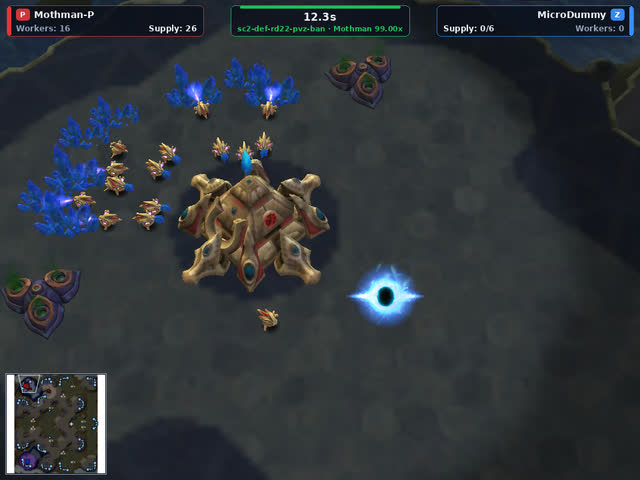 P Mothman-P
Workers: 16 Supply: 26
12.3s
sc2-def-rd22-pvz-ban · Mothman 99.00x
MicroDummy Z
Supply: 0/6 Workers: 0